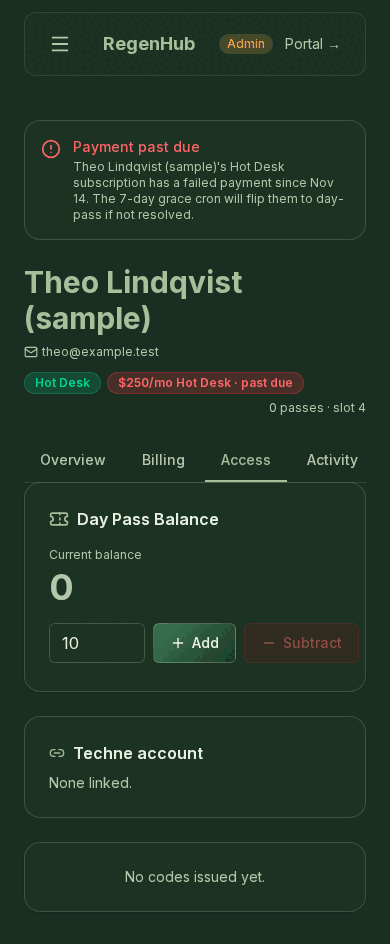 RegenHub
Admin
Portal →
Payment past due
Theo Lindqvist (sample)'s Hot Desk
subscription has a failed payment since Nov
14. The 7-day grace cron will flip them to day-
pass if not resolved.
Theo Lindqvist
(sample)
theo@example.test
Hot Desk
$250/mo Hot Desk · past due
0 passes · slot 4
Overview
Billing
Access
Activity
Day Pass Balance
Current balance
0
10
+ Add
− Subtract
Techne account
None linked.
No codes issued yet.